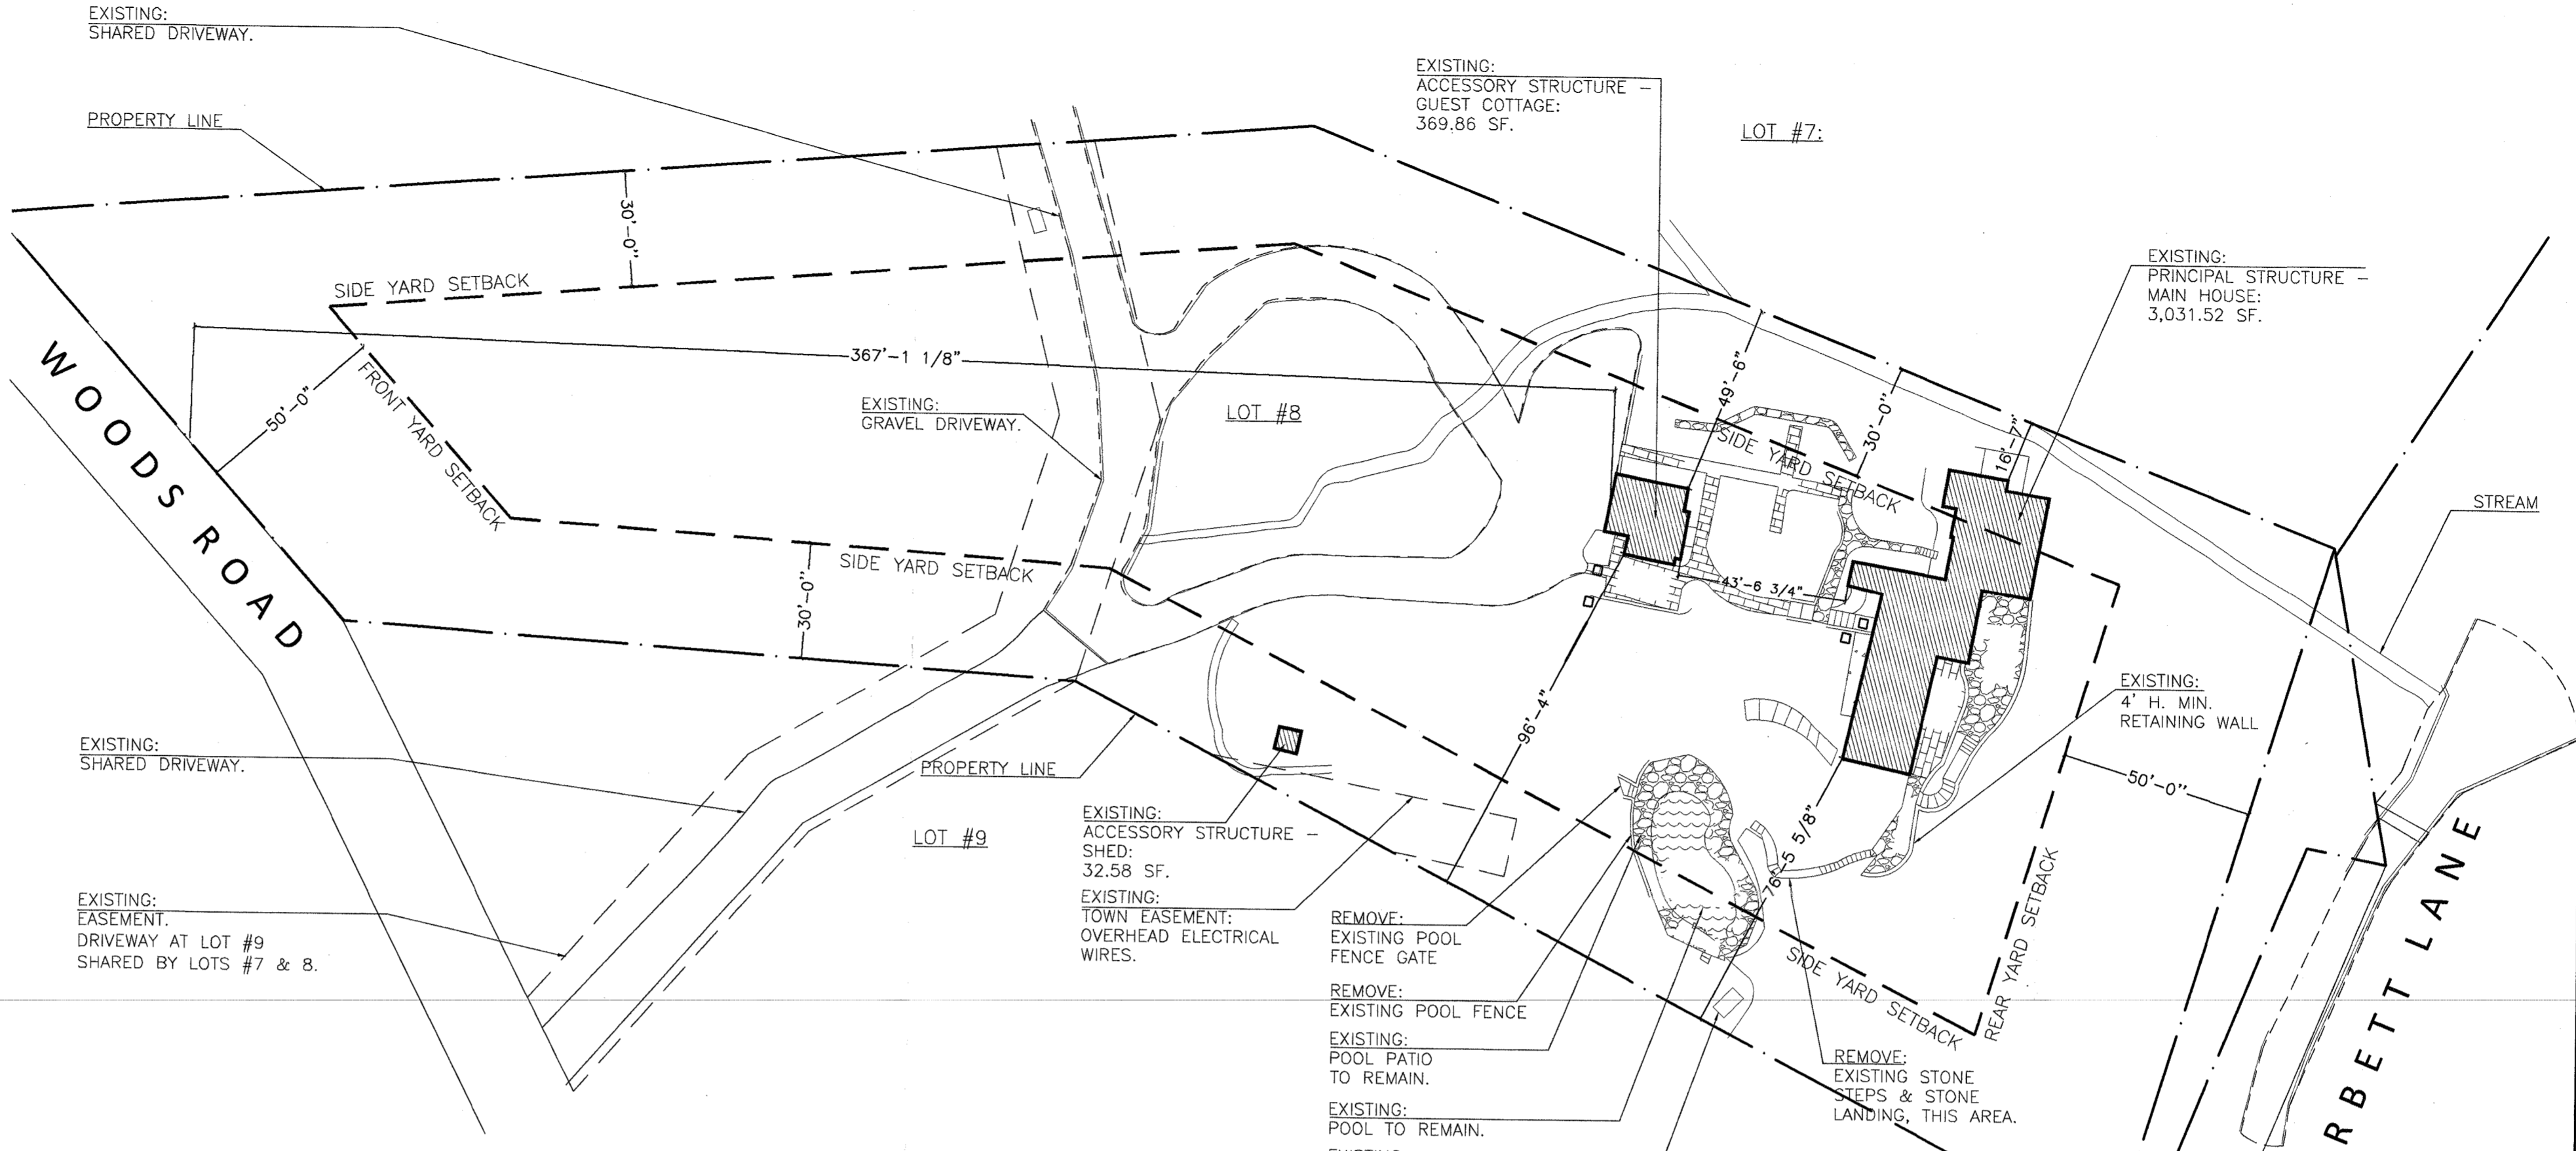 EXISTING:
SHARED DRIVEWAY.
PROPERTY LINE
EXISTING:
ACCESSORY STRUCTURE –
GUEST COTTAGE:
369.86 SF.
LOT #7:
EXISTING:
PRINCIPAL STRUCTURE –
MAIN HOUSE:
3,031.52 SF.
30'-0"
SIDE YARD SETBACK
367'-1 1/8"
50'-0"
FRONT YARD SETBACK
WOODS ROAD
EXISTING:
GRAVEL DRIVEWAY.
LOT #8
49'-6"
SIDE YARD SETBACK
30'-0"
16'-7"
STREAM
SIDE YARD SETBACK
30'-0"
43'-6 3/4"
96'-4"
EXISTING:
4' H. MIN.
RETAINING WALL
50'-0"
EXISTING:
SHARED DRIVEWAY.
PROPERTY LINE
LOT #9
EXISTING:
ACCESSORY STRUCTURE –
SHED:
32.58 SF.
EXISTING:
TOWN EASEMENT:
OVERHEAD ELECTRICAL
WIRES.
EXISTING:
EASEMENT.
DRIVEWAY AT LOT #9
SHARED BY LOTS #7 & 8.
76'-5 5/8"
REMOVE:
EXISTING POOL
FENCE GATE
REMOVE:
EXISTING POOL FENCE
EXISTING:
POOL PATIO
TO REMAIN.
EXISTING:
POOL TO REMAIN.
EXISTING:
SIDE YARD SETBACK
REAR YARD SETBACK
REMOVE:
EXISTING STONE
STEPS & STONE
LANDING, THIS AREA.
RBETT LANE